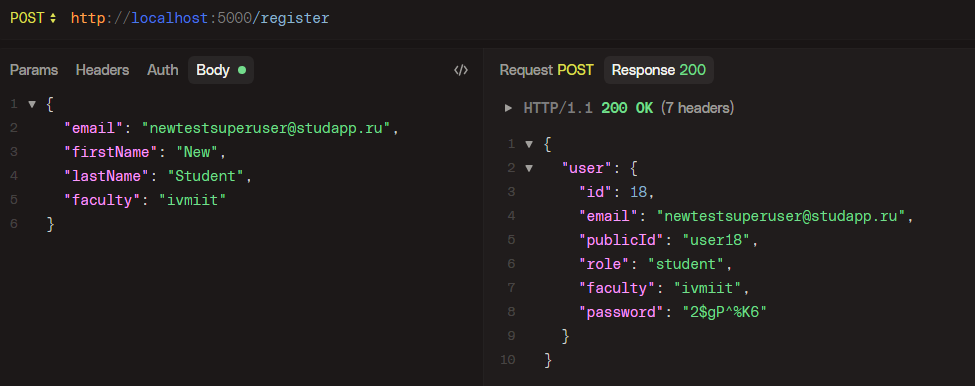 POST http://localhost:5000/register
Params Headers Auth Body
1 {
2 "email": "newtestsuperuser@studapp.ru",
3 "firstName": "New",
4 "lastName": "Student",
5 "faculty": "ivmiit"
6 }
Request POST Response 200
HTTP/1.1 200 OK (7 headers)
1 {
2 "user": {
3 "id": 18,
4 "email": "newtestsuperuser@studapp.ru",
5 "publicId": "user18",
6 "role": "student",
7 "faculty": "ivmiit",
8 "password": "2$gP^%K6"
9 }
10 }